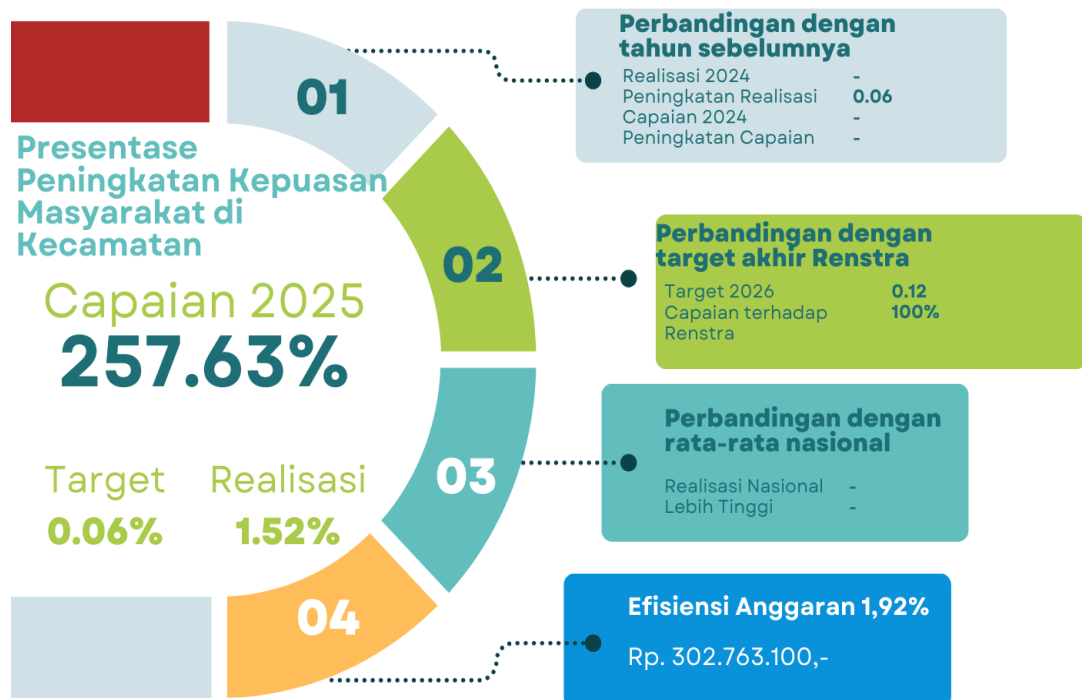 Presentase
Peningkatan Kepuasan
Masyarakat di
Kecamatan
Capaian 2025
257.63%
Target Realisasi
0.06% 1.52%
01
Perbandingan dengan
tahun sebelumnya
Realisasi 2024 -
Peningkatan Realisasi 0.06
Capaian 2024 -
Peningkatan Capaian -
02
Perbandingan dengan
target akhir Renstra
Target 2026 0.12
Capaian terhadap 100%
Renstra
03
Perbandingan dengan
rata-rata nasional
Realisasi Nasional -
Lebih Tinggi -
04
Efisiensi Anggaran 1,92%
Rp. 302.763.100,-